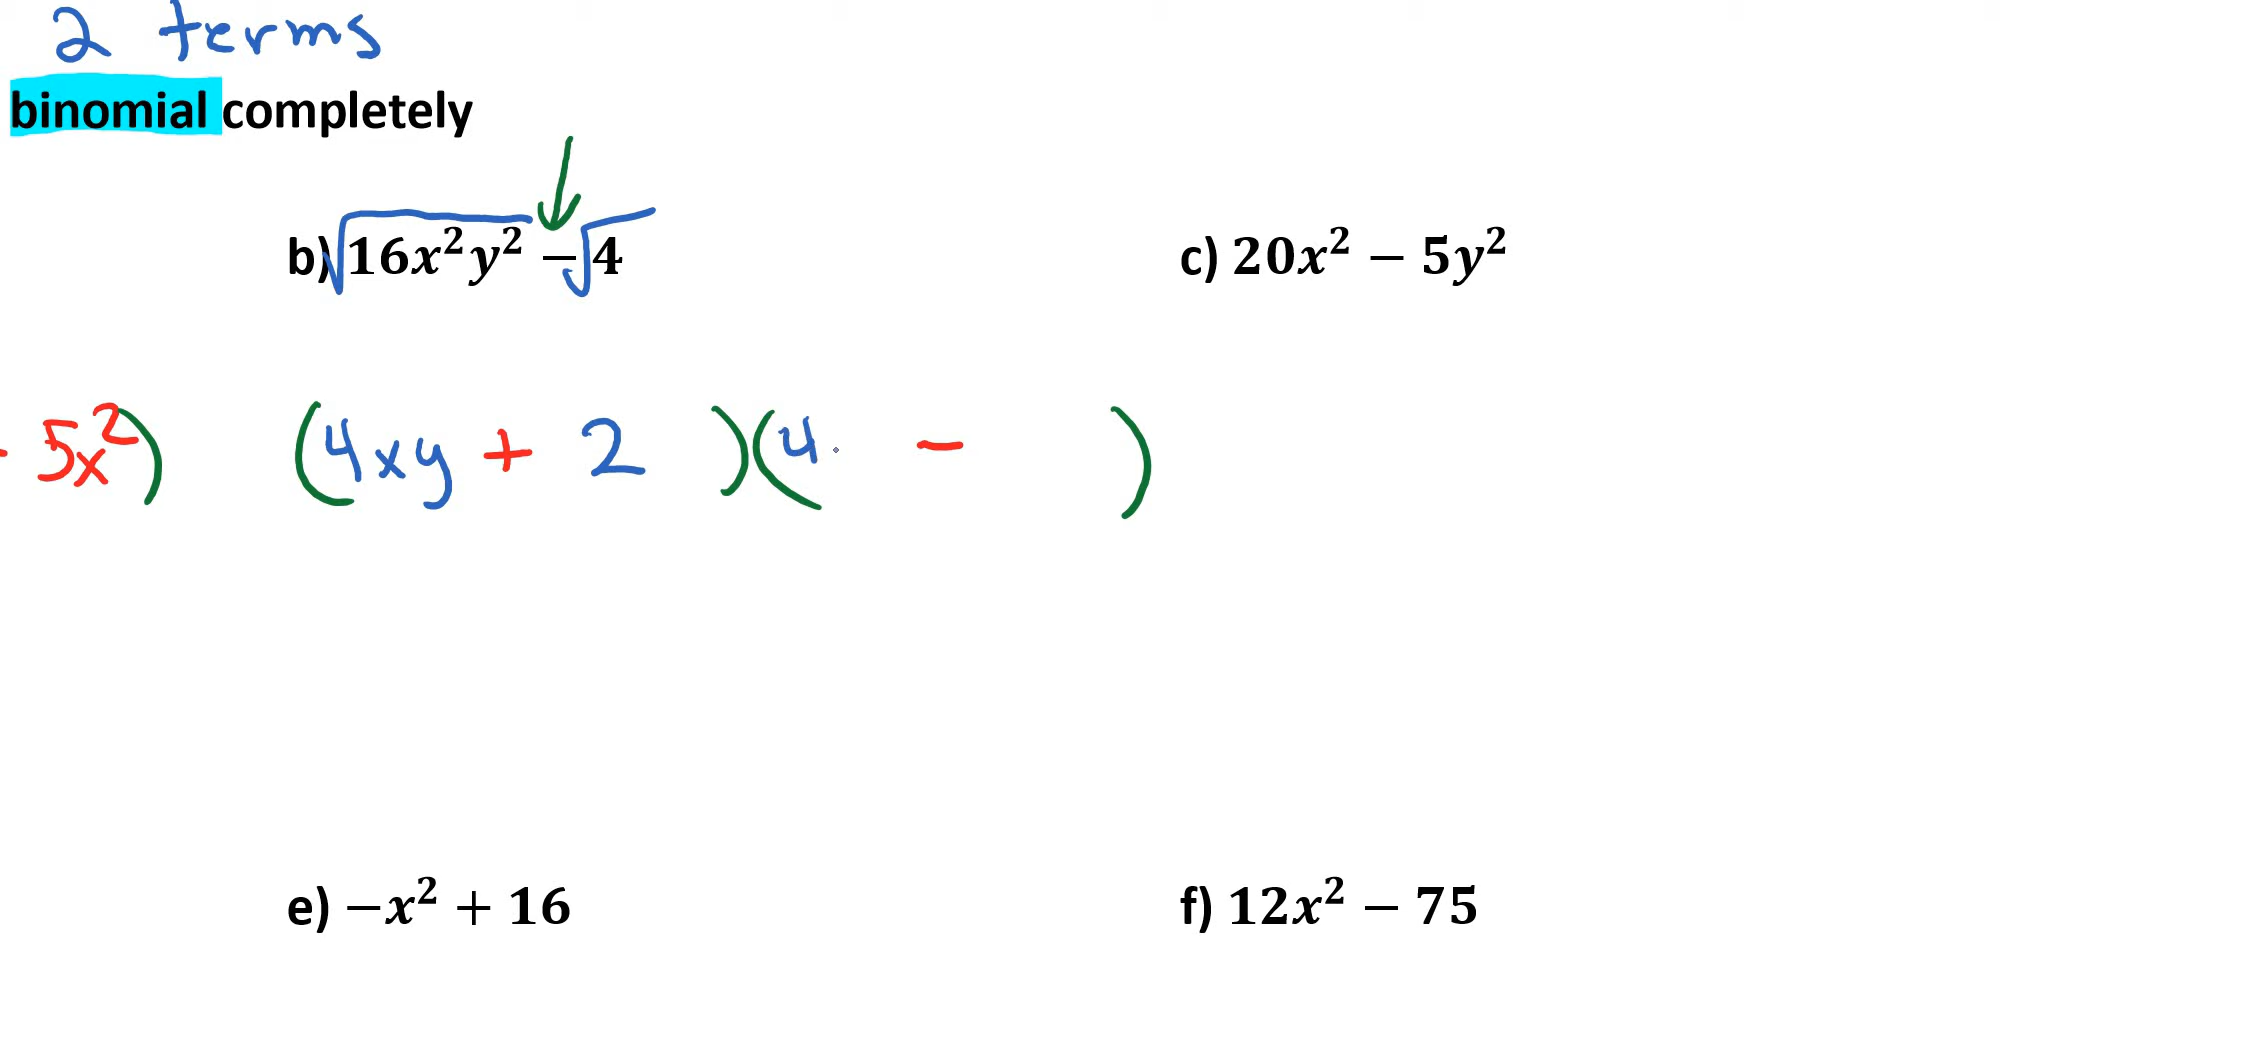 2 terms
binomial completely
b) √16x²y² − √4
c) 20x² − 5y²
- 5x²) (4xy + 2 )(4 - )
e) −x² + 16
f) 12x² − 75